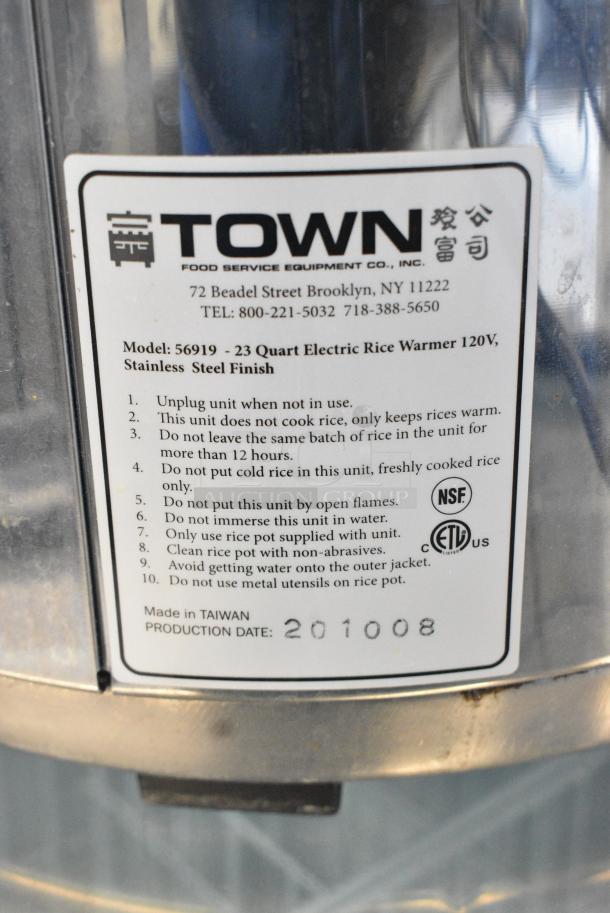 TOWN
FOOD SERVICE EQUIPMENT CO., INC.
公司
富
72 Beadel Street Brooklyn, NY 11222
TEL: 800-221-5032 718-388-5650
Model: 56919 - 23 Quart Electric Rice Warmer 120V,
Stainless Steel Finish
1. Unplug unit when not in use.
2. This unit does not cook rice, only keeps rices warm.
3. Do not leave the same batch of rice in the unit for
more than 12 hours.
4. Do not put cold rice in this unit, freshly cooked rice
only.
5. Do not put this unit by open flames.
6. Do not immerse this unit in water.
7. Only use rice pot supplied with unit.
8. Clean rice pot with non-abrasives.
9. Avoid getting water onto the outer jacket.
10. Do not use metal utensils on rice pot.
NSF
C ETL US
LISTED
AUCTION GROUP
Made in TAIWAN
PRODUCTION DATE: 201008